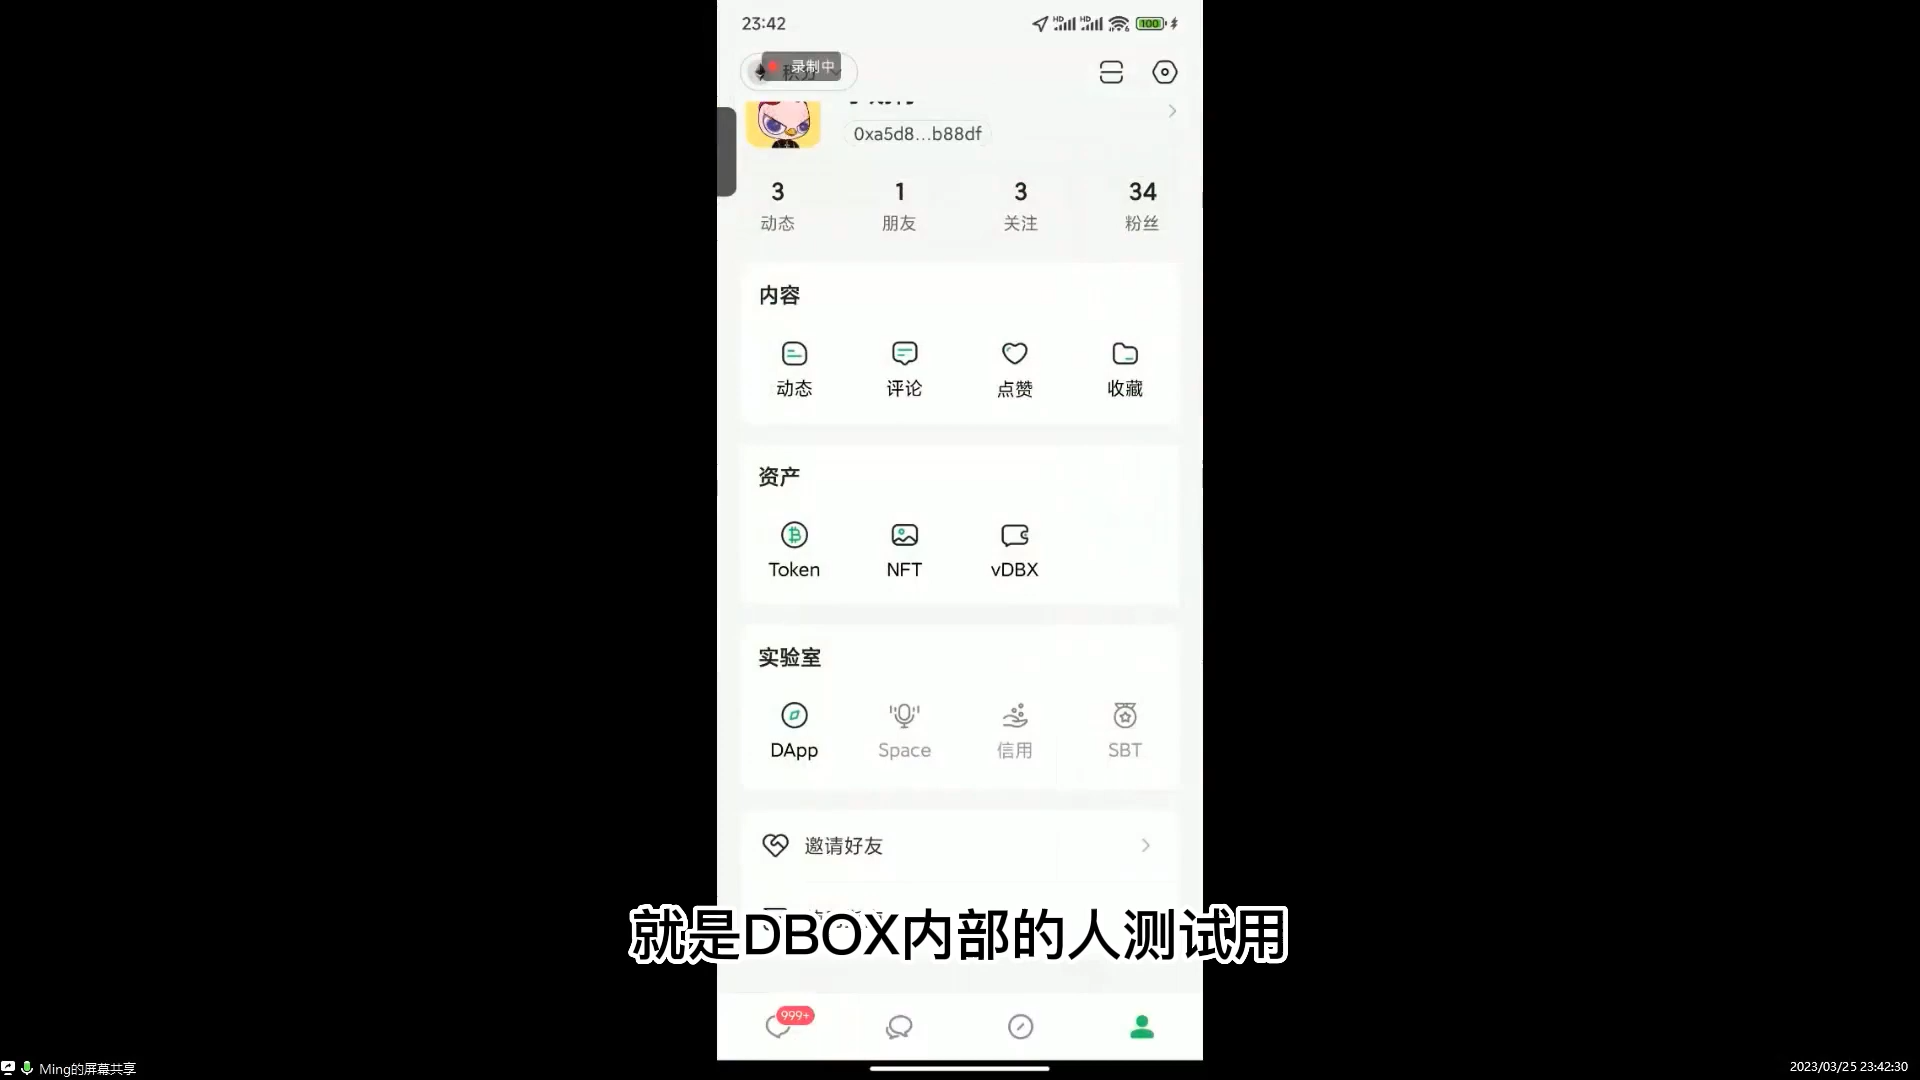 23:42
HD HD 100
录制中
0xa5d8...b88df
3 1 3 34
动态 朋友 关注 粉丝
内容
动态 评论 点赞 收藏
资产
Token NFT vDBX
实验室
DApp Space 信用 SBT
邀请好友
就是DBOX内部的人测试用
999+
Ming的屏幕共享
2023/03/25 23:42:30